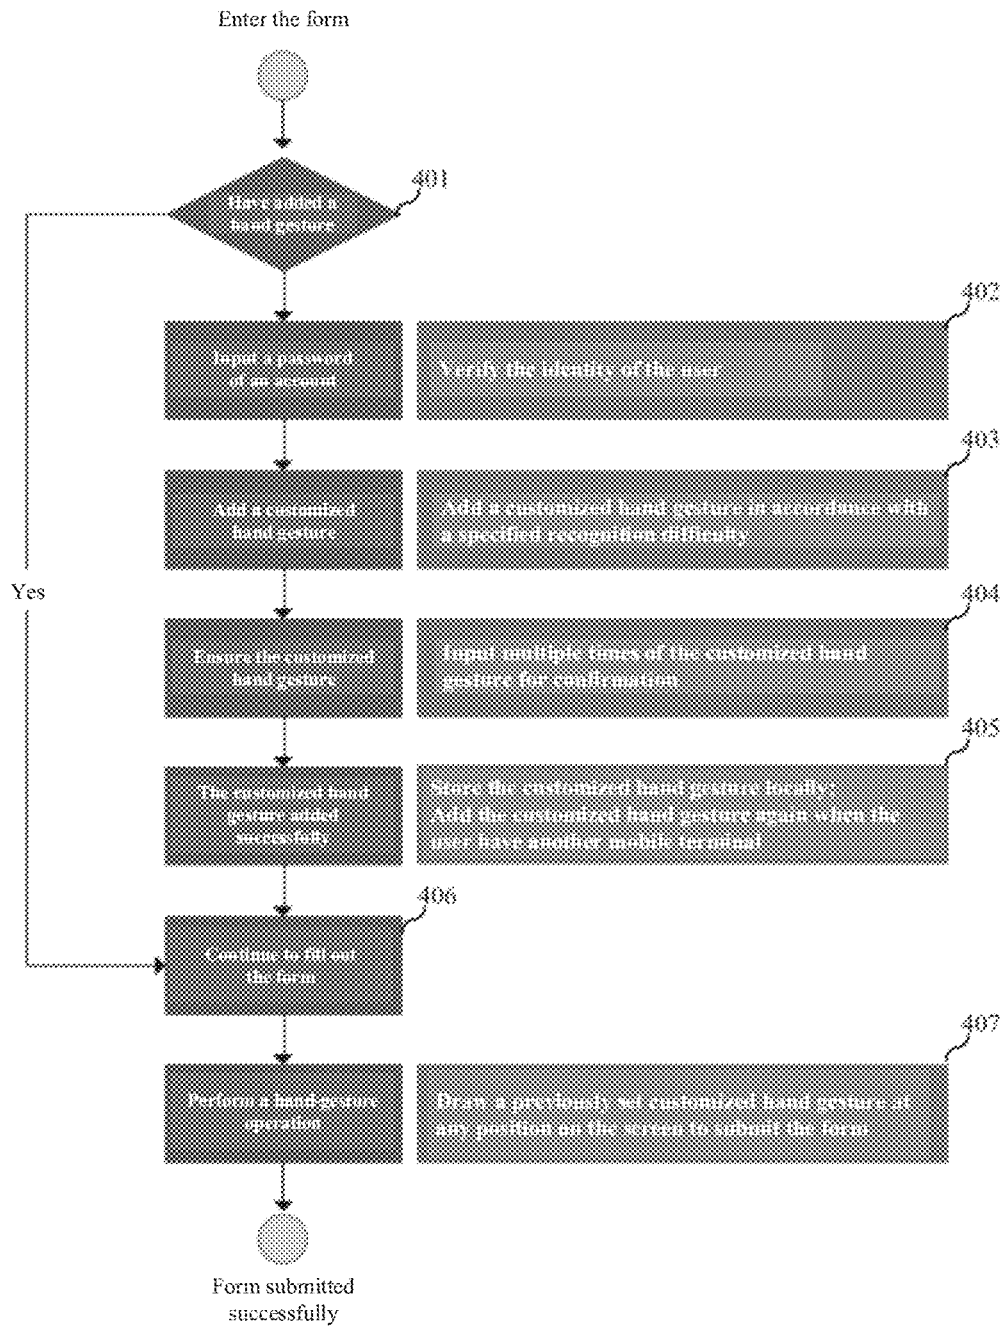 Enter the form
401
Have added a
hand gesture
402
Input a password
of an account
Verify the identity of the user
403
Add a customized
hand gesture
Add a customized hand gesture in accordance with
a specified recognition difficulty
Yes
404
Ensure the customized
hand gesture
Input multiple times of the customized hand
gesture for confirmation
405
The customized hand
gesture added
successfully
Store the customized hand gesture locally;
Add the customized hand gesture again when the
user have another mobile terminal
406
Continue to fill out
the form
407
Perform a hand-gesture
operation
Draw a previously set customized hand gesture at
any position on the screen to submit the form
Form submitted
successfully